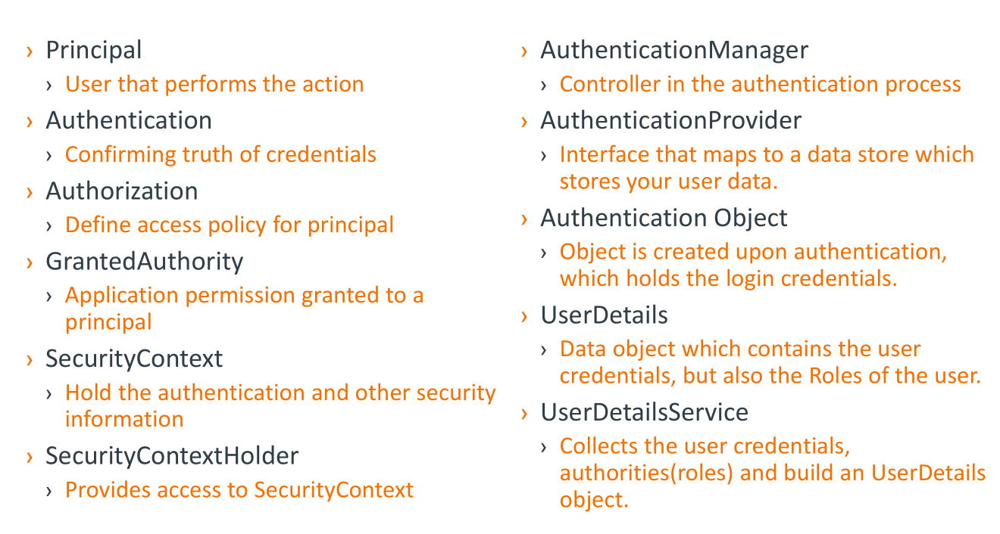 › Principal
› User that performs the action
› Authentication
› Confirming truth of credentials
› Authorization
› Define access policy for principal
› GrantedAuthority
› Application permission granted to a
principal
› SecurityContext
› Hold the authentication and other security
information
› SecurityContextHolder
› Provides access to SecurityContext
› AuthenticationManager
› Controller in the authentication process
› AuthenticationProvider
› Interface that maps to a data store which
stores your user data.
› Authentication Object
› Object is created upon authentication,
which holds the login credentials.
› UserDetails
› Data object which contains the user
credentials, but also the Roles of the user.
› UserDetailsService
› Collects the user credentials,
authorities(roles) and build an UserDetails
object.